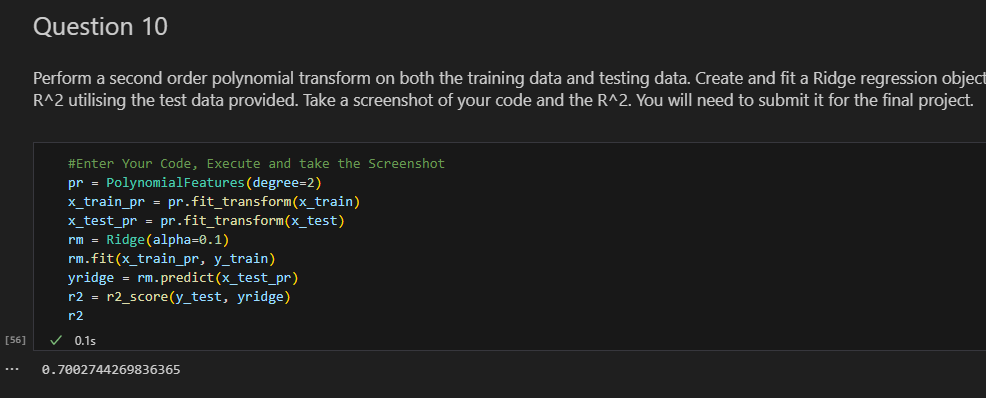 Question 10
Perform a second order polynomial transform on both the training data and testing data. Create and fit a Ridge regression object
R^2 utilising the test data provided. Take a screenshot of your code and the R^2. You will need to submit it for the final project.
#Enter Your Code, Execute and take the Screenshot
pr = PolynomialFeatures(degree=2)
x_train_pr = pr.fit_transform(x_train)
x_test_pr = pr.fit_transform(x_test)
rm = Ridge(alpha=0.1)
rm.fit(x_train_pr, y_train)
yridge = rm.predict(x_test_pr)
r2 = r2_score(y_test, yridge)
r2
[56] ✓ 0.1s
... 0.7002744269836365